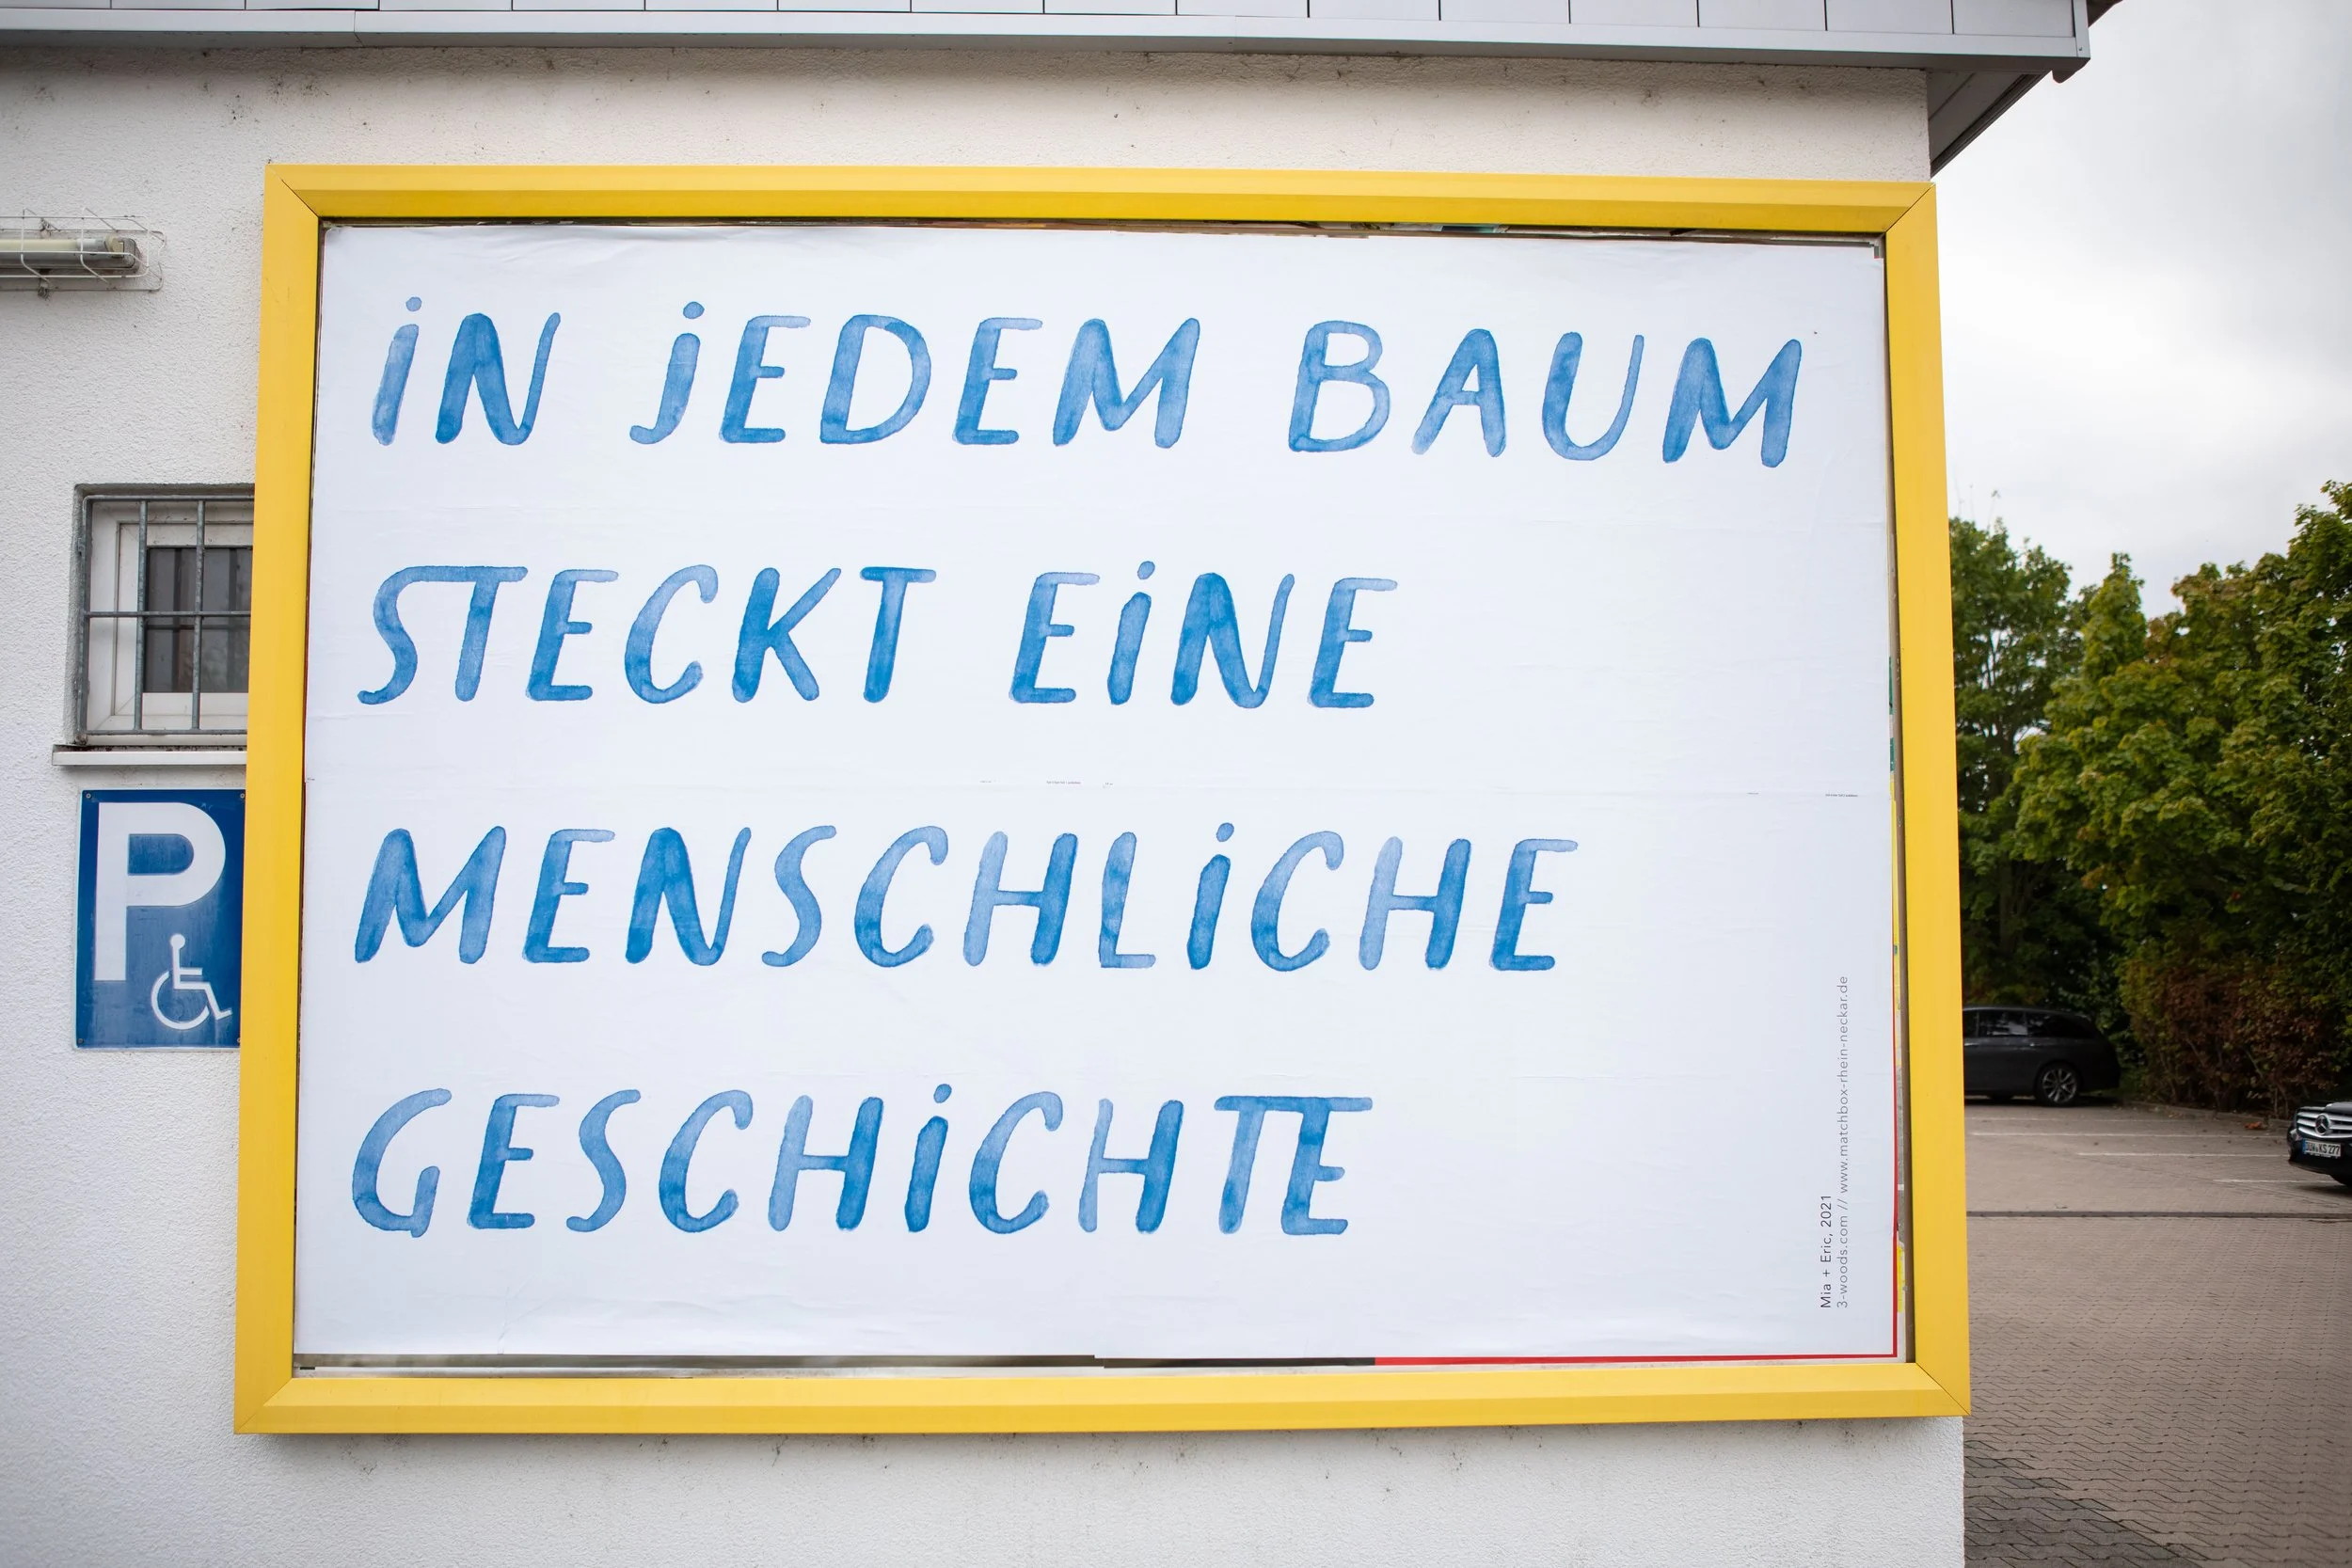 iN jEDEM BAUM
STECKT EiNE
MENSCHLiCHE
GESCHiCHTE
Mia + Eric, 2021
3-woods.com // www.matchbox-rhein-neckar.de
P